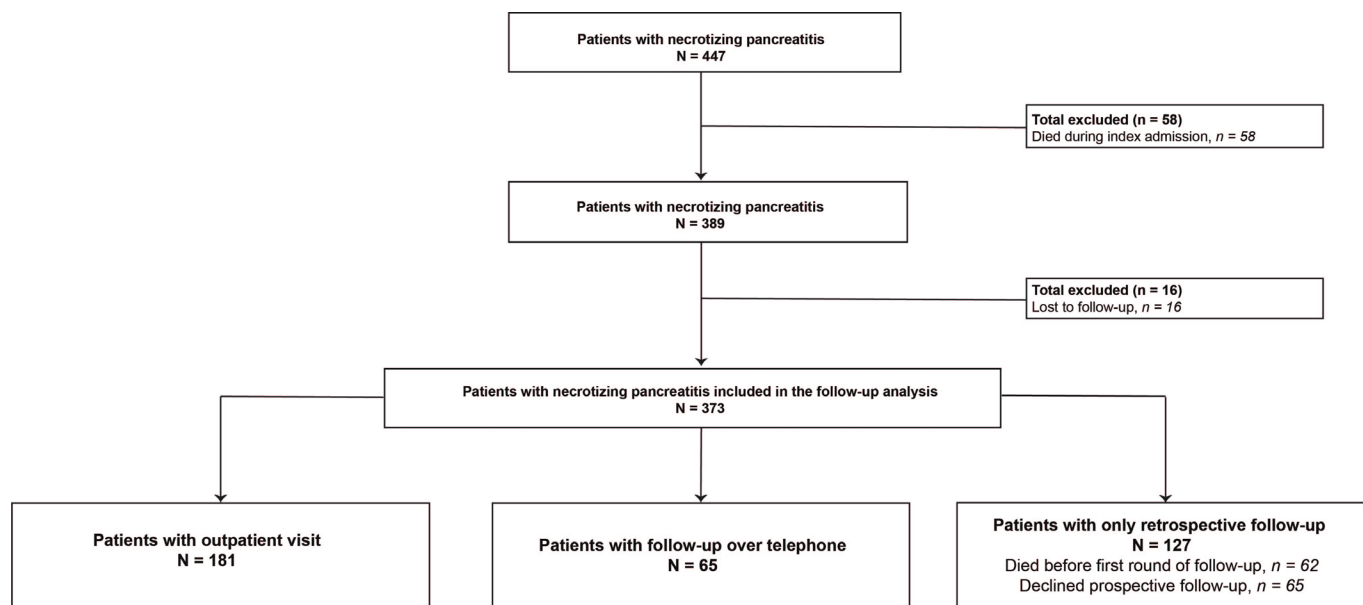 Patients with necrotizing pancreatitis
N = 447
Total excluded (n = 58)
Died during index admission, n = 58
Patients with necrotizing pancreatitis
N = 389
Total excluded (n = 16)
Lost to follow-up, n = 16
Patients with necrotizing pancreatitis included in the follow-up analysis
N = 373
Patients with outpatient visit
N = 181
Patients with follow-up over telephone
N = 65
Patients with only retrospective follow-up
N = 127
Died before first round of follow-up, n = 62
Declined prospective follow-up, n = 65